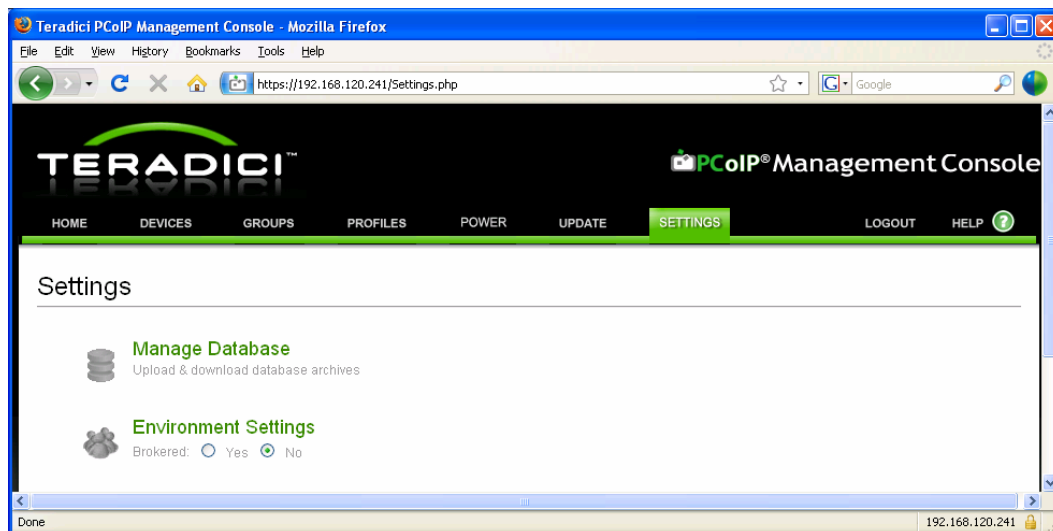 Teradici PCoIP Management Console - Mozilla Firefox
File Edit View History Bookmarks Tools Help
https://192.168.120.241/Settings.php
G Google
TERADICI™
PCoIP® Management Console
HOME DEVICES GROUPS PROFILES POWER UPDATE SETTINGS LOGOUT HELP ?
Settings
Manage Database
Upload & download database archives
Environment Settings
Brokered: Yes No
Done 192.168.120.241